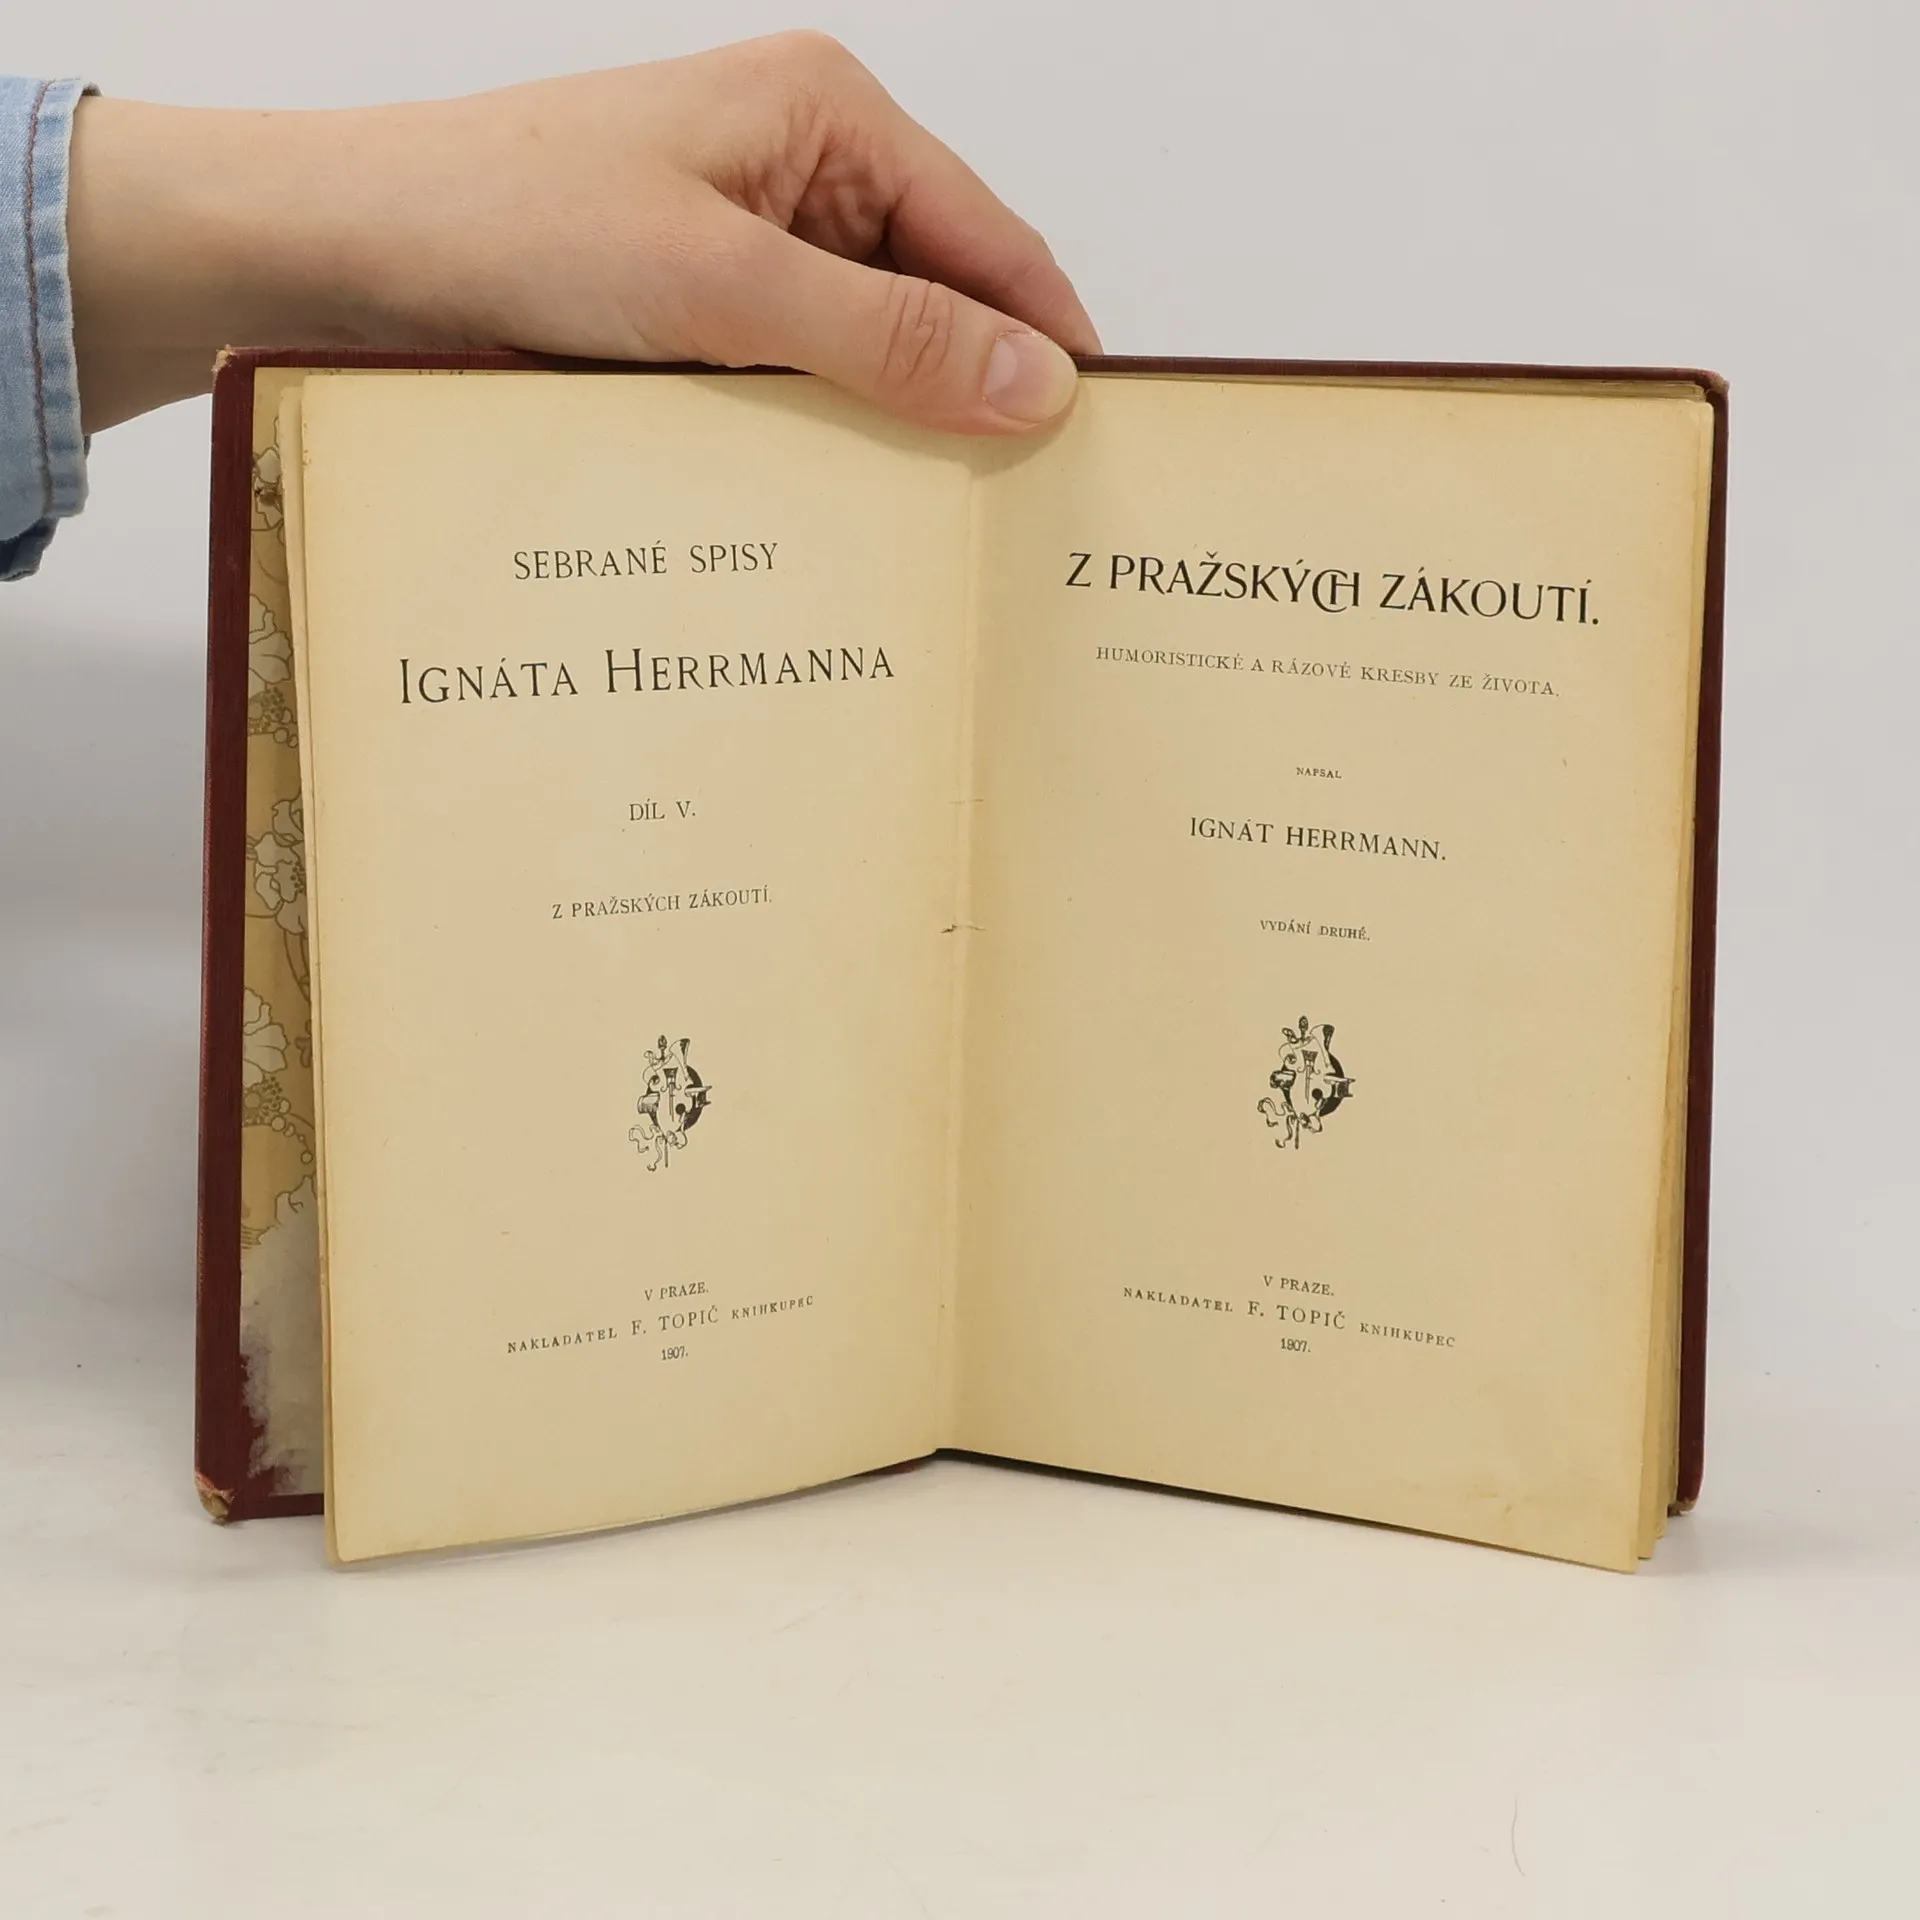 SEBRANÉ SPISY
IGNÁTA HERRMANNA
DÍL V.
Z PRAŽSKÝCH ZÁKOUTÍ.
V PRAZE.
NAKLADATEL F. TOPIČ KNIHKUPEC
1907.
Z PRAŽSKÝCH ZÁKOUTÍ.
HUMORISTICKÉ A RÁZOVÉ KRESBY ZE ŽIVOTA.
NAPSAL
IGNÁT HERRMANN.
VYDÁNÍ DRUHÉ.
V PRAZE.
NAKLADATEL F. TOPIČ KNIHKUPEC
1907.